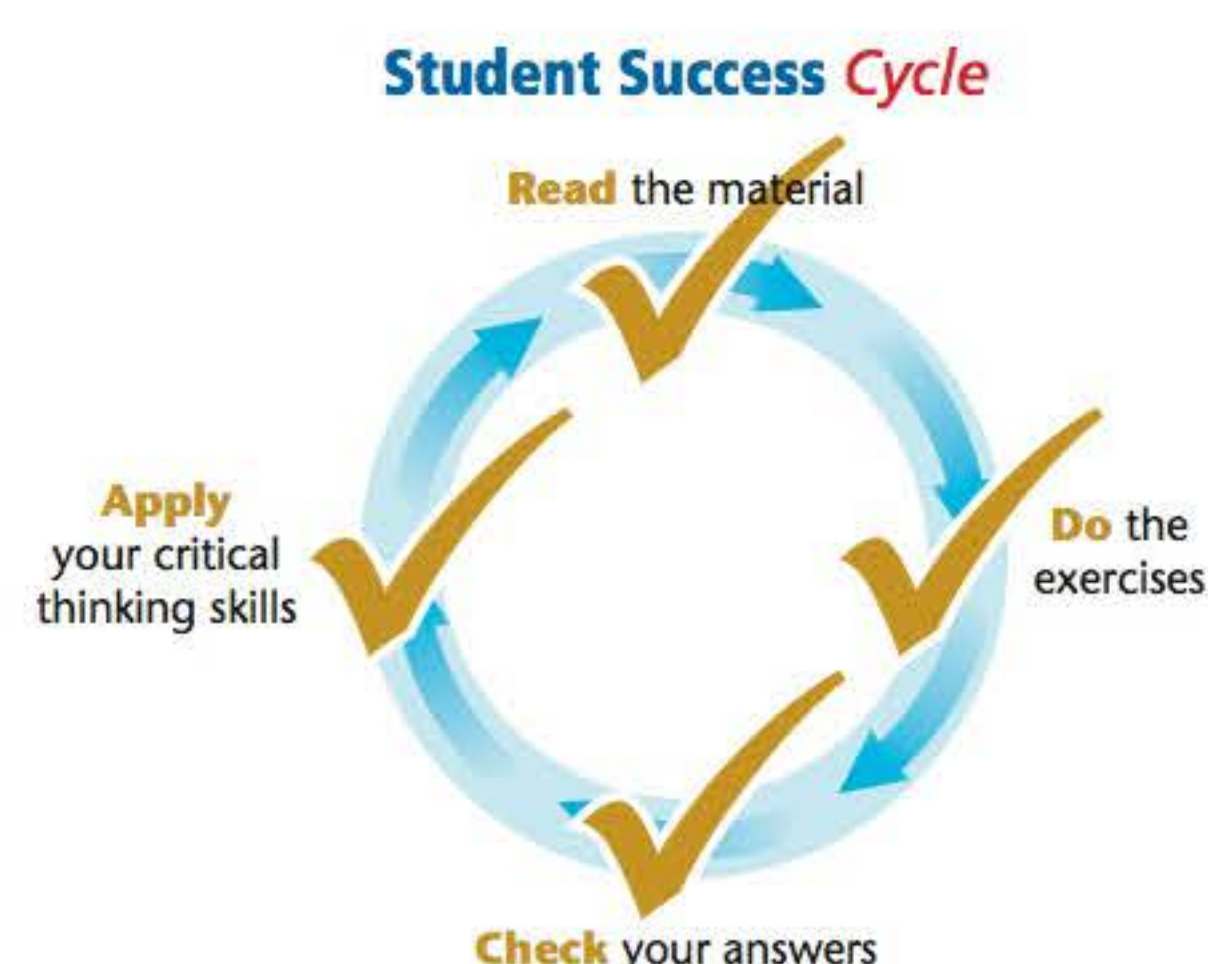 Student Success Cycle
Read the material
Do the
exercises
Check your answers
Apply
your critical
thinking skills